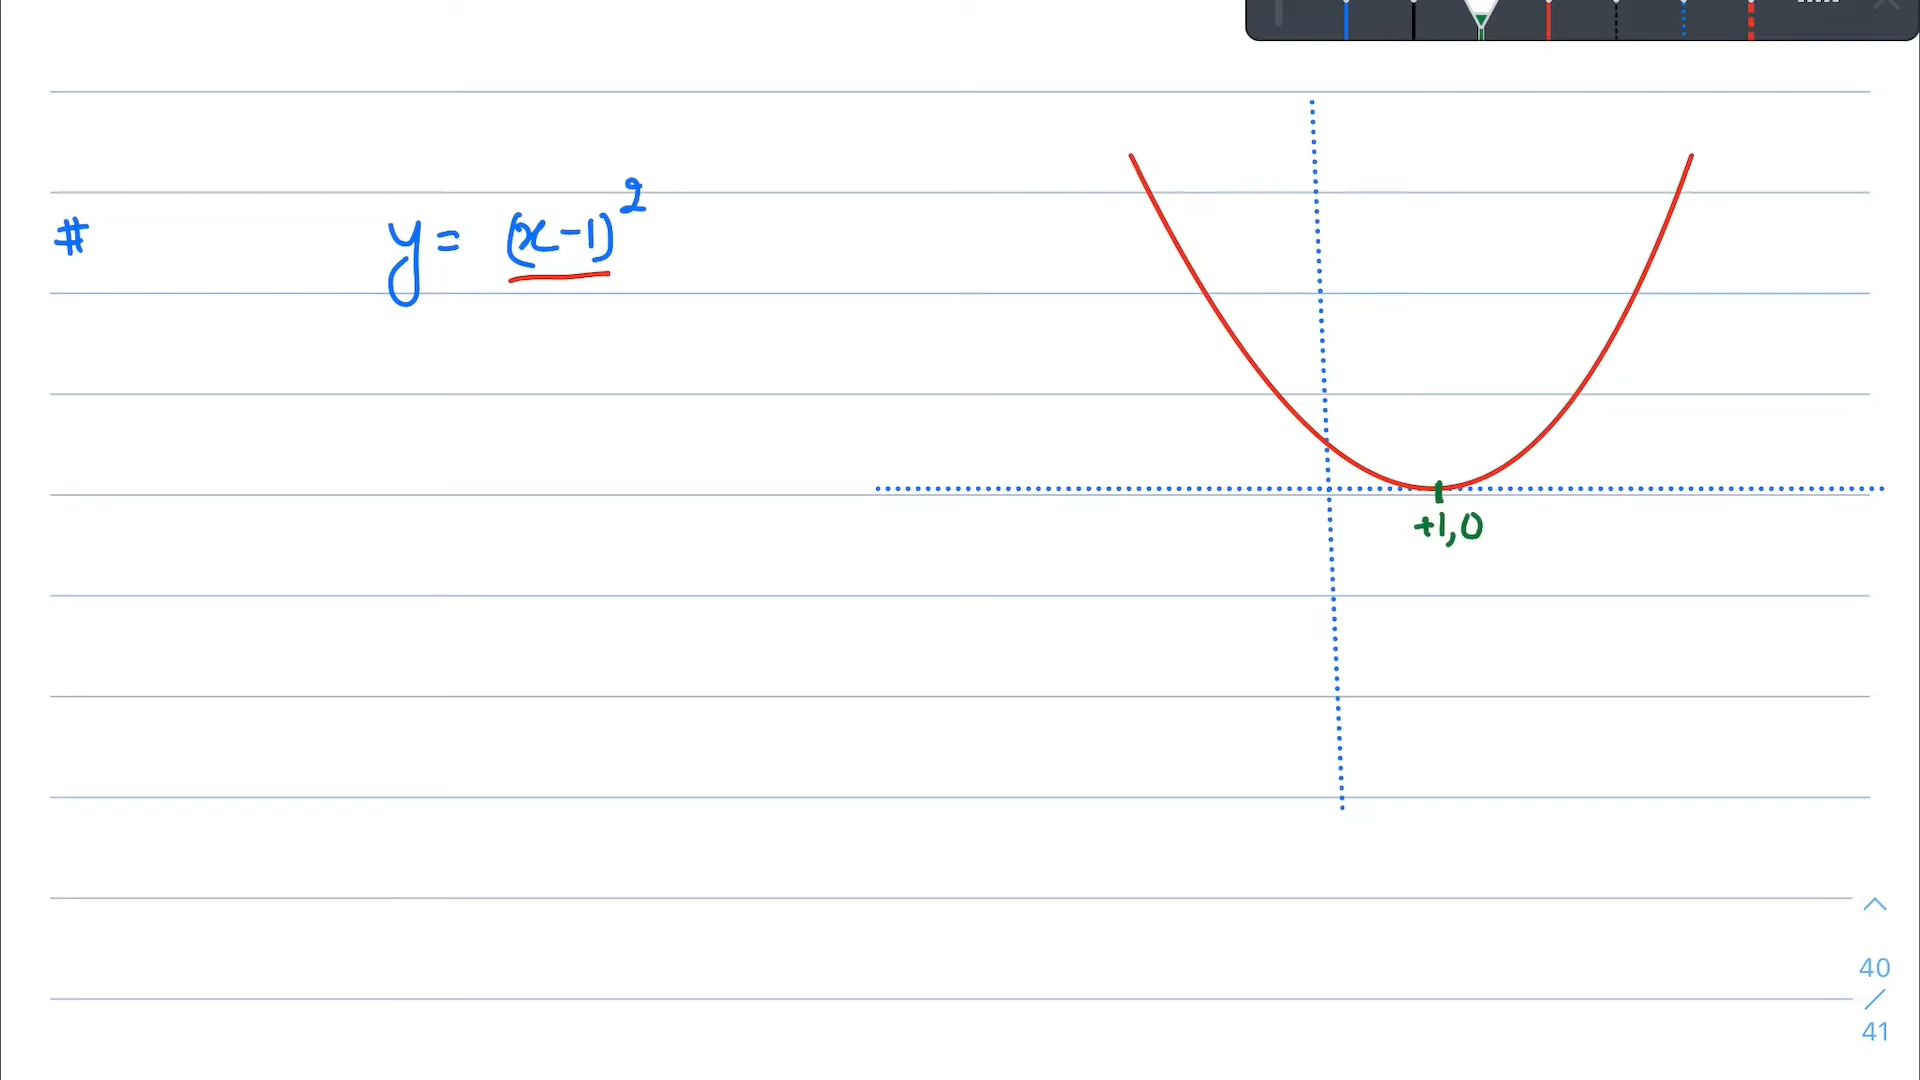 # y = (x-1)²
+1,0
40
/
41